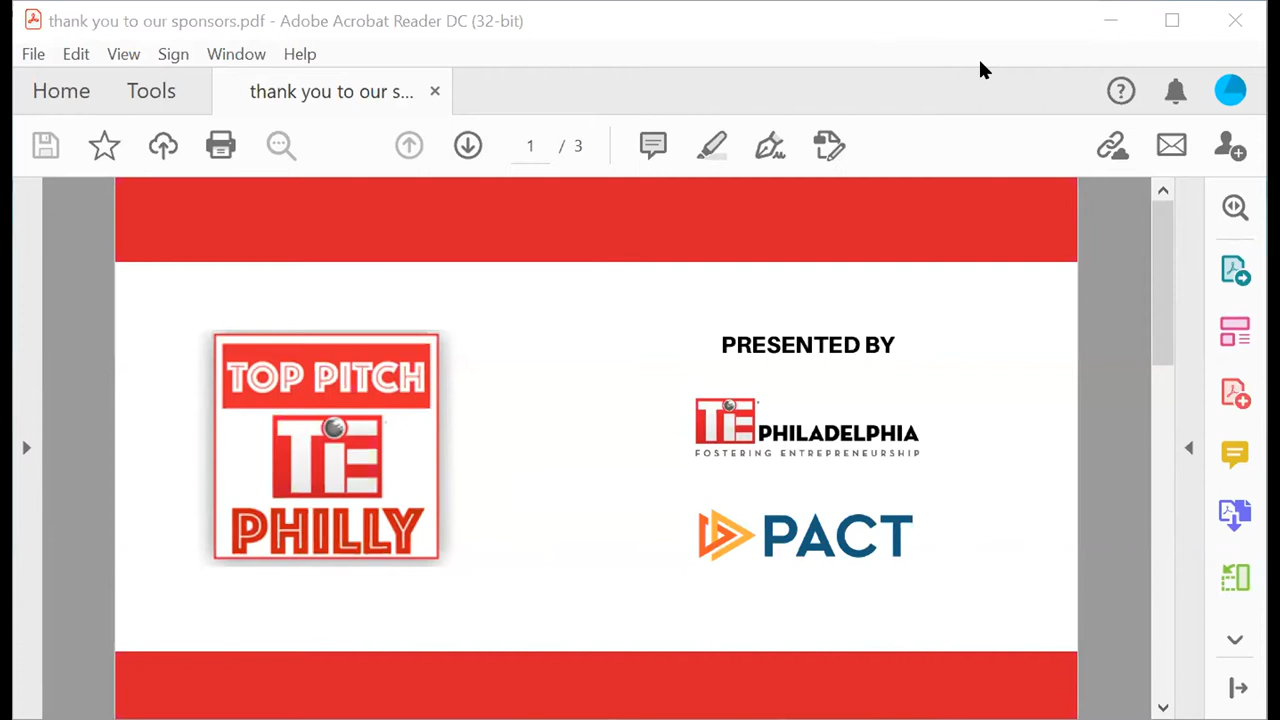 thank you to our sponsors.pdf - Adobe Acrobat Reader DC (32-bit)
File Edit View Sign Window Help
Home Tools thank you to our s... ×
1 / 3
TOP PITCH
TiE
PHILLY
PRESENTED BY
TiE PHILADELPHIA
FOSTERING ENTREPRENEURSHIP
PACT